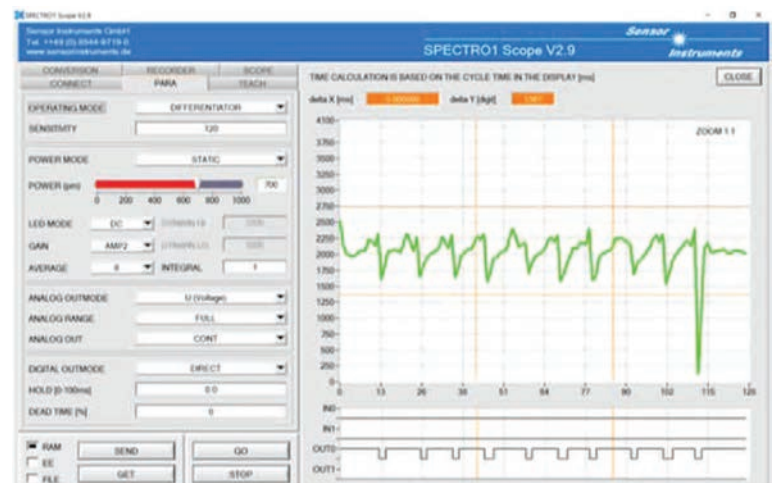 SPECTRO1 Scope V2.9
Sensor Instruments GmbH
Tel. ++49 (0) 8544-9719-0
www.sensorinstruments.de
SPECTRO1 Scope V2.9
Sensor
Instruments
CONVERSION RECORDER SCOPE
CONNECT PARA TEACH
TIME CALCULATION IS BASED ON THE CYCLE TIME IN THE DISPLAY [ms]
CLOSE
delta X [ms] delta Y [digit]
OPERATING MODE DIFFERENTIATOR
SENSITIVITY 120
POWER MODE STATIC
POWER (pm) 700
0 200 400 600 800 1000
LED MODE DC
GAIN AMP2
AVERAGE 8 INTEGRAL 1
ANALOG OUTMODE U (Voltage)
ANALOG RANGE FULL
ANALOG OUT CONT
DIGITAL OUTMODE DIRECT
HOLD [0-100ms] 0.0
DEAD TIME [%] 0
RAM SEND GO
EE
FILE GET STOP
ZOOM 1:1
4100-
3750-
3500-
3250-
3000-
2750-
2500-
2250-
2000-
1750-
1500-
1250-
1000-
750-
500-
250-
0-
0 13 26 38 51 64 77 90 102 115 128
IN0-
IN1-
OUT0-
OUT1-